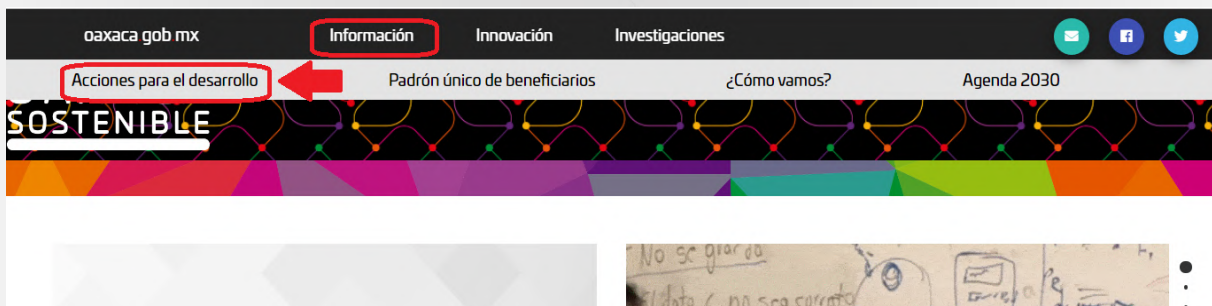 oaxaca gob mx Información Innovación Investigaciones
Acciones para el desarrollo Padrón único de beneficiarios ¿Cómo vamos? Agenda 2030
SOSTENIBLE
No se guarda